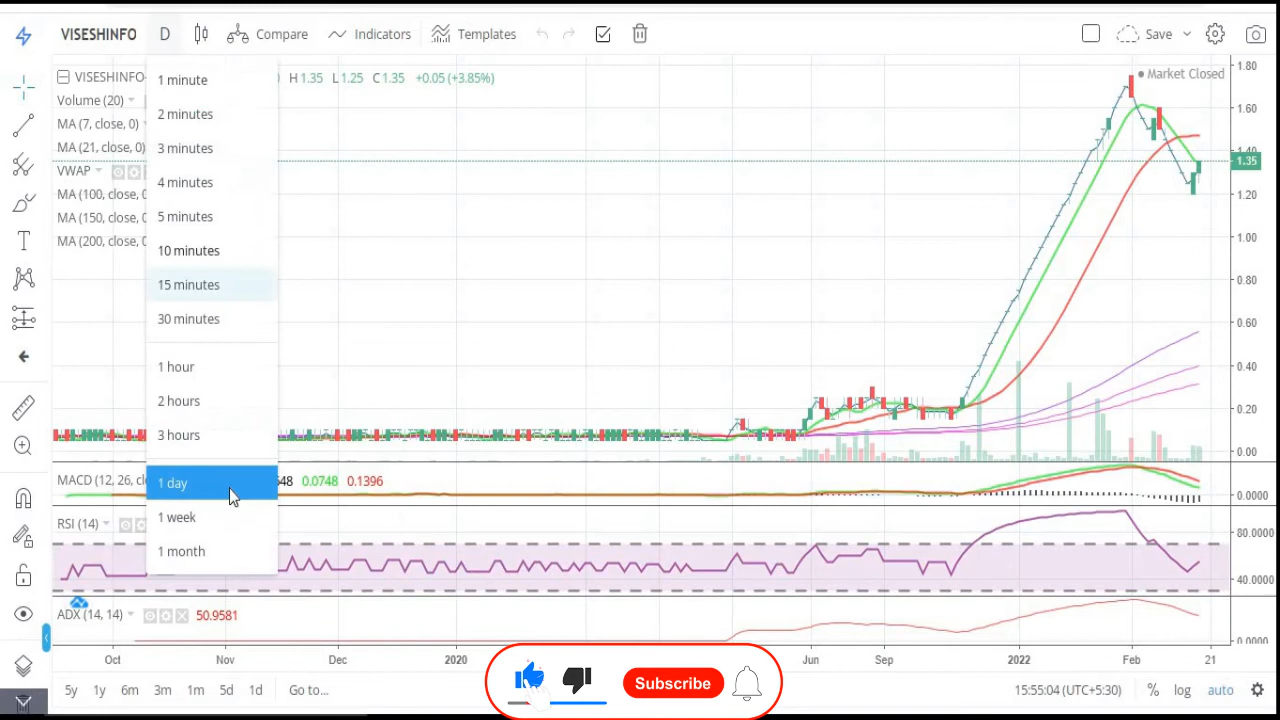 VISESHINFO D Compare Indicators Templates Save
VISESHINFO H1.35 L1.25 C1.35 +0.05 (+3.85%)
Market Closed
Volume (20)
MA (7, close, 0)
MA (21, close, 0)
VWAP
MA (100, close, 0
MA (150, close, 0
MA (200, close, 0
1 minute
2 minutes
3 minutes
4 minutes
5 minutes
10 minutes
15 minutes
30 minutes
1 hour
2 hours
3 hours
1 day
1 week
1 month
1.80
1.60
1.40
1.35
1.20
1.00
0.80
0.60
0.40
0.20
0.00
MACD (12, 26, 0.0748 0.1396
0.0000
RSI (14)
80.0000
40.0000
ADX (14, 14) 50.9581
0.0000
Oct Nov Dec 2020 Jun Sep 2022 Feb 21
Subscribe
5y 1y 6m 3m 1m 5d 1d Go to... 15:55:04 (UTC+5:30) % log auto